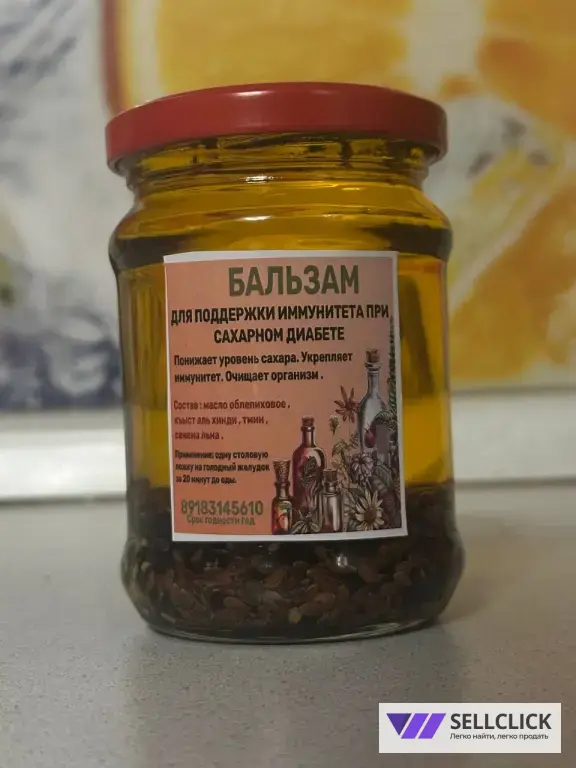 БАЛЬЗАМ
ДЛЯ ПОДДЕРЖКИ ИММУНИТЕТА ПРИ
САХАРНОМ ДИАБЕТЕ
Понижает уровень сахара. Укрепляет
иммунитет. Очищает организм .
Состав : масло облепиховое ,
къыст аль хинди , тмин ,
семена льна .
Применение: одну столовую
ложку на голодный желудок
за 20 минут до еды.
89183145610
Срок годности год
SELLCLICK
Легко найти, легко продать